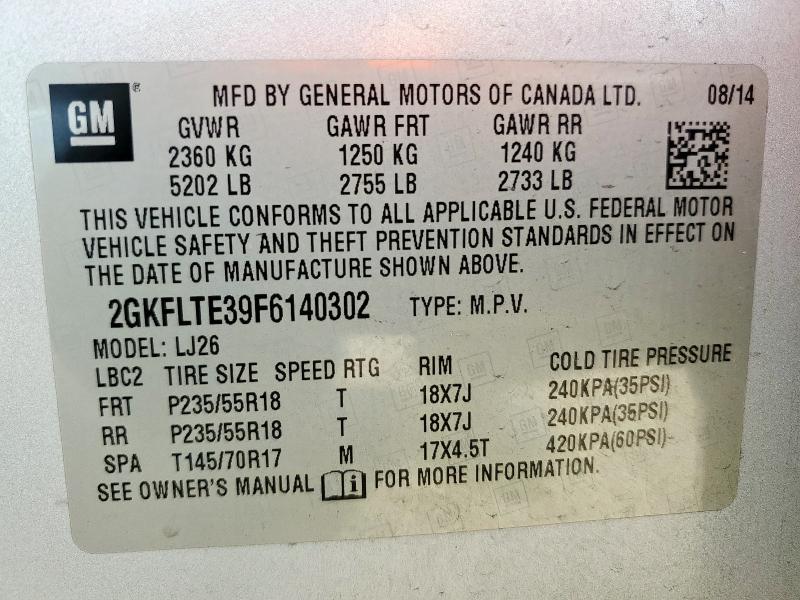 GM ® MFD BY GENERAL MOTORS OF CANADA LTD. 08/14
GVWR GAWR FRT GAWR RR
2360 KG 1250 KG 1240 KG
5202 LB 2755 LB 2733 LB
THIS VEHICLE CONFORMS TO ALL APPLICABLE U.S. FEDERAL MOTOR
VEHICLE SAFETY AND THEFT PREVENTION STANDARDS IN EFFECT ON
THE DATE OF MANUFACTURE SHOWN ABOVE.
2GKFLTE39F6140302 TYPE: M.P.V.
MODEL: LJ26
LBC2 TIRE SIZE SPEED RTG RIM COLD TIRE PRESSURE
FRT P235/55R18 T 18X7J 240KPA(35PSI)
RR P235/55R18 T 18X7J 240KPA(35PSI)
SPA T145/70R17 M 17X4.5T 420KPA(60PSI)
SEE OWNER'S MANUAL i FOR MORE INFORMATION.